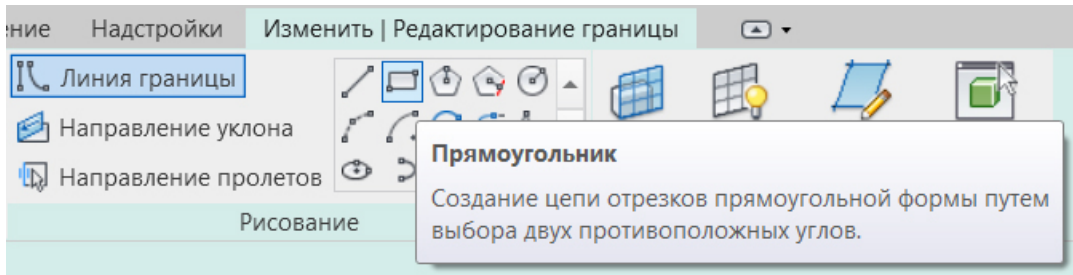 Надстройки Изменить | Редактирование границы
Линия границы
Направление уклона
Направление пролетов
Рисование
Прямоугольник
Создание цепи отрезков прямоугольной формы путем
выбора двух противоположных углов.